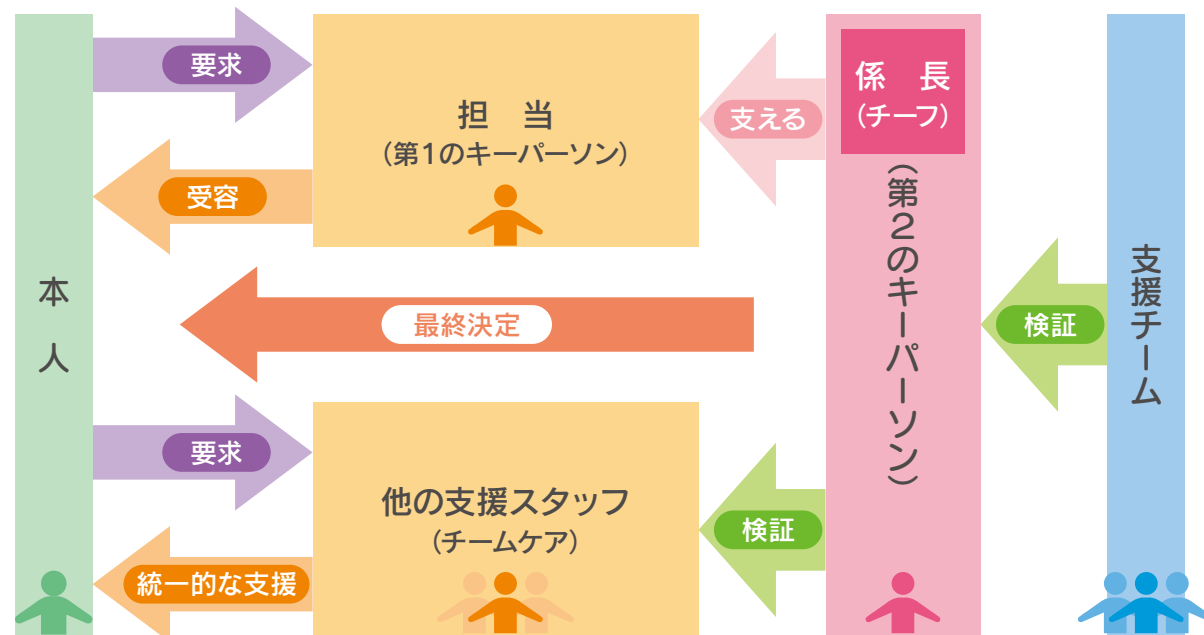 本　人
要求
受容
担　当
（第1のキーパーソン）
支える
係　長
（チーフ）
（第2のキーパーソン）
最終決定
検証
支援チーム
要求
統一的な支援
他の支援スタッフ
（チームケア）
検証